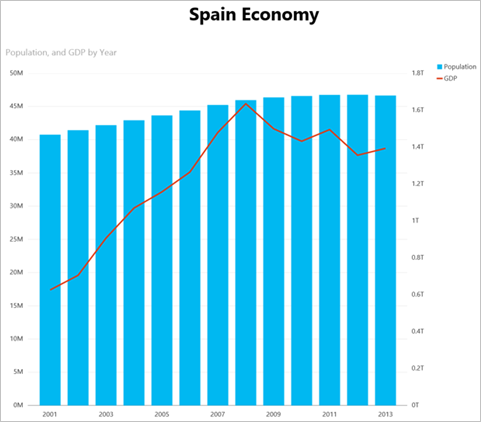 Spain Economy
Population, and GDP by Year
Population
GDP
50M
45M
40M
35M
30M
25M
20M
15M
10M
5M
0M
1.8T
1.6T
1.4T
1.2T
1T
0.8T
0.6T
0.4T
0.2T
0T
2001 2003 2005 2007 2009 2011 2013